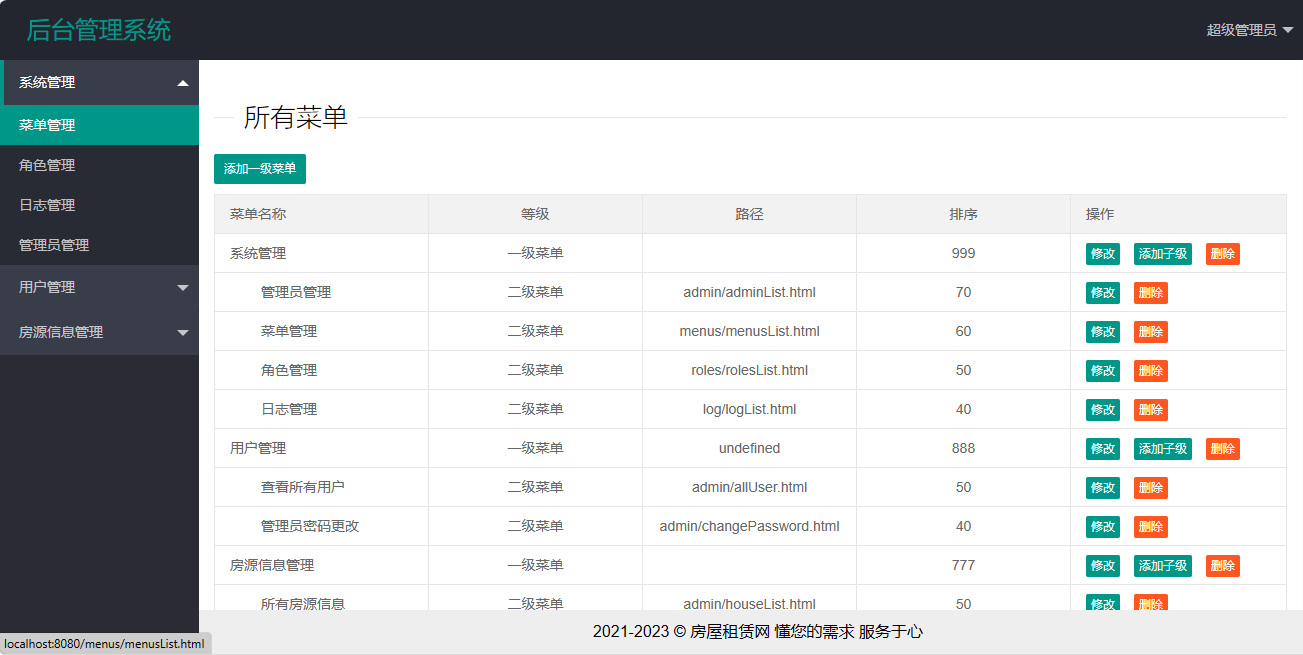 后台管理系统
超级管理员
系统管理
菜单管理
角色管理
日志管理
管理员管理
用户管理
房源信息管理
所有菜单
添加一级菜单
菜单名称 等级 路径 排序 操作
系统管理 一级菜单 999 修改 添加子级 删除
管理员管理 二级菜单 admin/adminList.html 70 修改 删除
菜单管理 二级菜单 menus/menusList.html 60 修改 删除
角色管理 二级菜单 roles/rolesList.html 50 修改 删除
日志管理 二级菜单 log/logList.html 40 修改 删除
用户管理 一级菜单 undefined 888 修改 添加子级 删除
查看所有用户 二级菜单 admin/allUser.html 50 修改 删除
管理员密码更改 二级菜单 admin/changePassword.html 40 修改 删除
房源信息管理 一级菜单 777 修改 添加子级 删除
所有房源信息 二级菜单 admin/houseList.html 50 修改 删除
2021-2023 © 房屋租赁网 懂您的需求 服务于心
localhost:8080/menus/menusList.html